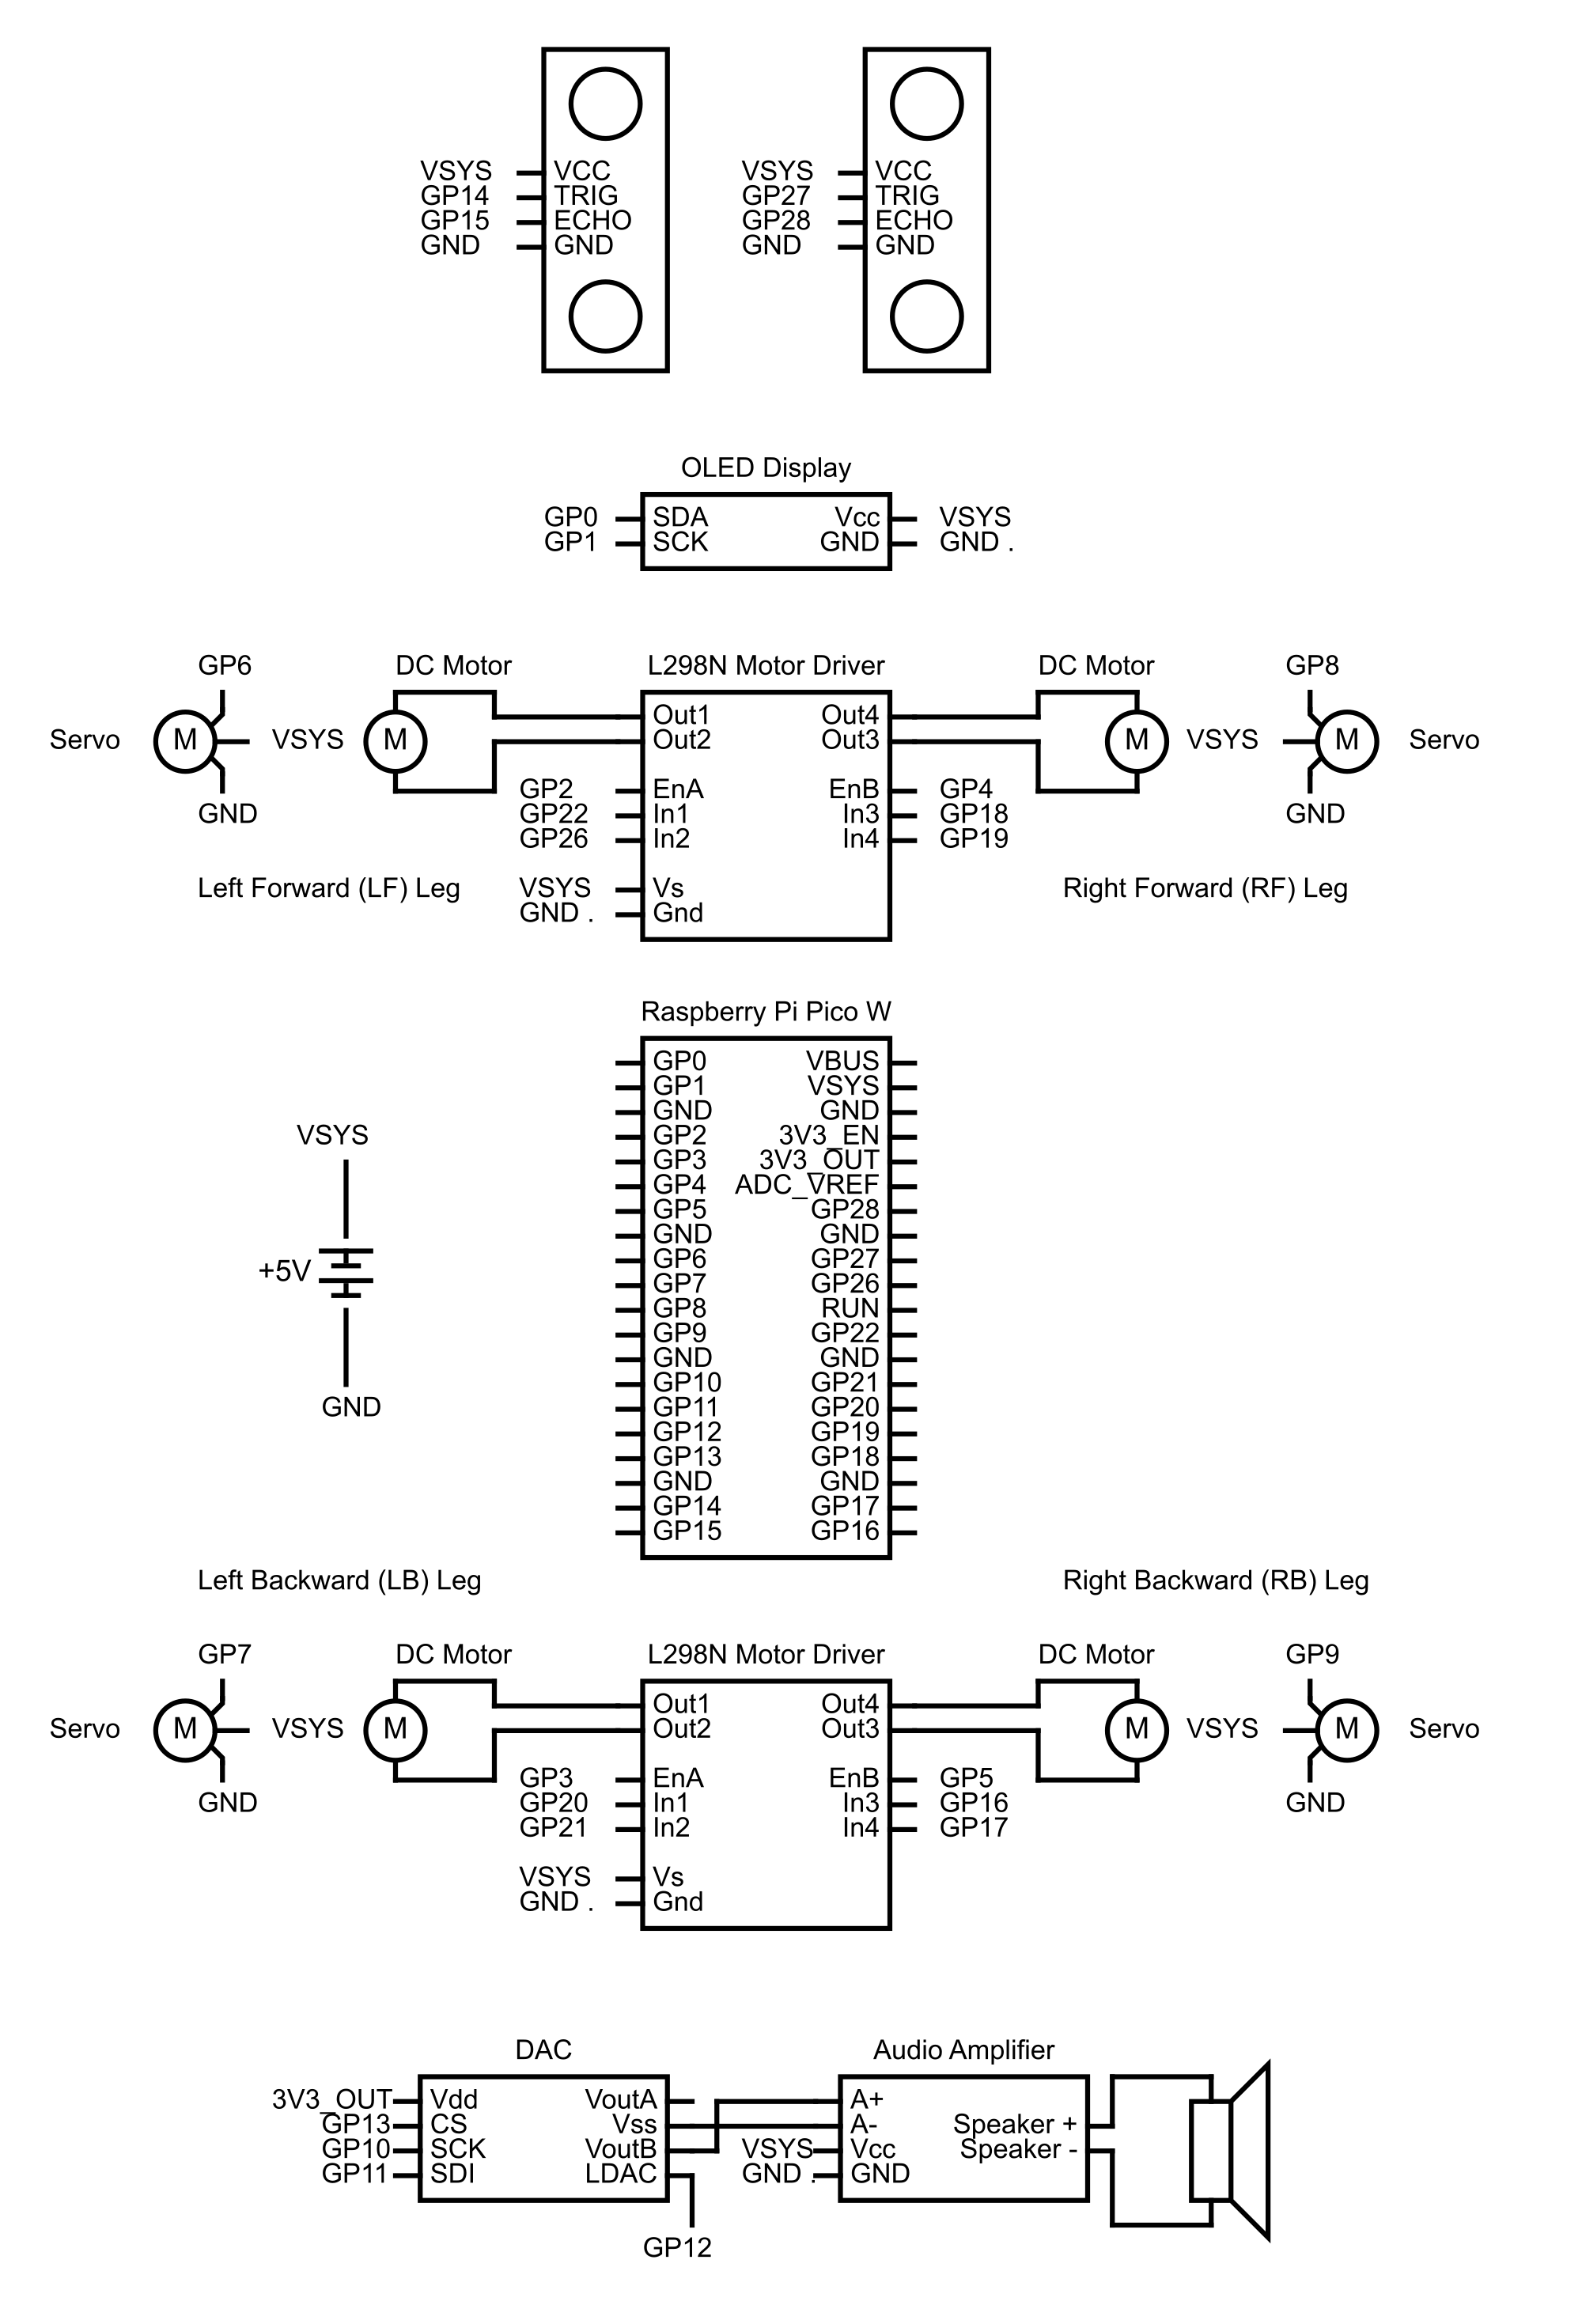 VSYS VCC VSYS VCC
GP14 TRIG GP27 TRIG
GP15 ECHO GP28 ECHO
GND GND GND GND
OLED Display
GP0 SDA Vcc VSYS
GP1 SCK GND GND .
GP6 DC Motor L298N Motor Driver DC Motor GP8
Out1 Out4
Servo M VSYS M Out2 Out3 M VSYS M Servo
GP2 EnA EnB GP4
GND GP22 In1 In3 GP18 GND
GP26 In2 In4 GP19
Left Forward (LF) Leg VSYS Vs Right Forward (RF) Leg
GND . Gnd
Raspberry Pi Pico W
GP0 VBUS
GP1 VSYS
GND GND
VSYS GP2 3V3_EN
GP3 3V3_OUT
GP4 ADC_VREF
GP5 GP28
GND GND
+5V GP6 GP27
GP7 GP26
GP8 RUN
GP9 GP22
GND GND
GP10 GP21
GND GP11 GP20
GP12 GP19
GP13 GP18
GND GND
GP14 GP17
GP15 GP16
Left Backward (LB) Leg Right Backward (RB) Leg
GP7 DC Motor L298N Motor Driver DC Motor GP9
Out1 Out4
Servo M VSYS M Out2 Out3 M VSYS M Servo
GP3 EnA EnB GP5
GND GP20 In1 In3 GP16 GND
GP21 In2 In4 GP17
VSYS Vs
GND . Gnd
DAC Audio Amplifier
3V3_OUT Vdd VoutA A+
GP13 CS Vss A- Speaker +
GP10 SCK VoutB VSYS Vcc Speaker -
GP11 SDI LDAC GND . GND
GP12